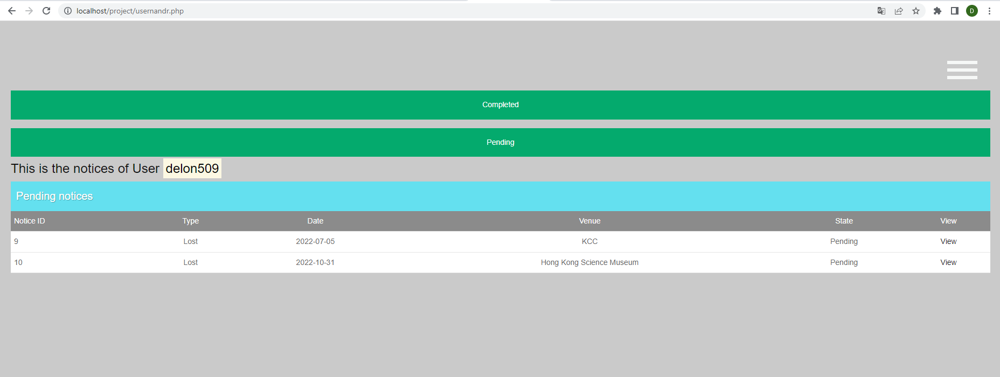 localhost/project/usernandr.php
D
Completed
Pending
This is the notices of User delon509
Pending notices
Notice ID Type Date Venue State View
9 Lost 2022-07-05 KCC Pending View
10 Lost 2022-10-31 Hong Kong Science Museum Pending View